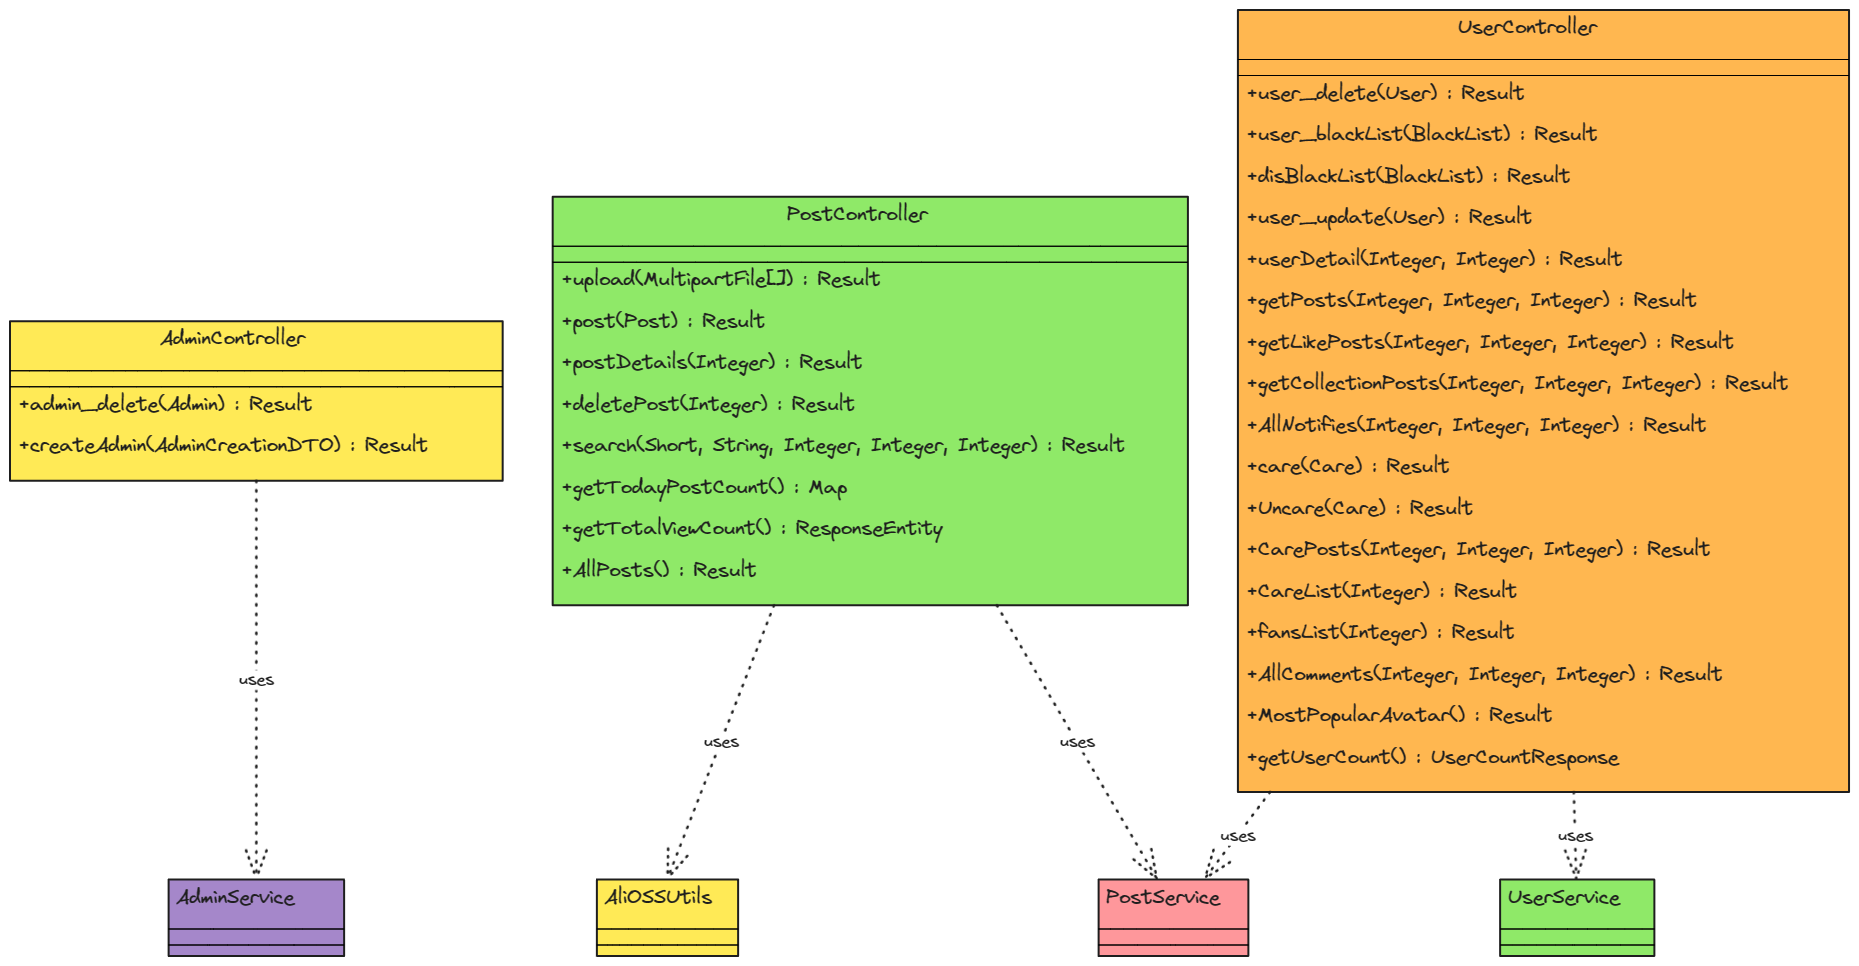 AdminController
+admin_delete(Admin) : Result
+createAdmin(AdminCreationDTO) : Result
PostController
+upload(MultipartFile[]) : Result
+post(Post) : Result
+postDetails(Integer) : Result
+deletePost(Integer) : Result
+search(Short, String, Integer, Integer, Integer) : Result
+getTodayPostCount() : Map
+getTotalViewCount() : ResponseEntity
+AllPosts() : Result
UserController
+user_delete(User) : Result
+user_blackList(BlackList) : Result
+disBlackList(BlackList) : Result
+user_update(User) : Result
+userDetail(Integer, Integer) : Result
+getPosts(Integer, Integer, Integer) : Result
+getLikePosts(Integer, Integer, Integer) : Result
+getCollectionPosts(Integer, Integer, Integer) : Result
+AllNotifies(Integer, Integer, Integer) : Result
+care(Care) : Result
+Uncare(Care) : Result
+CarePosts(Integer, Integer, Integer) : Result
+CareList(Integer) : Result
+fansList(Integer) : Result
+AllComments(Integer, Integer, Integer) : Result
+MostPopularAvatar() : Result
+getUserCount() : UserCountResponse
uses
uses
uses
uses
uses
AdminService
AliOSSUtils
PostService
UserService